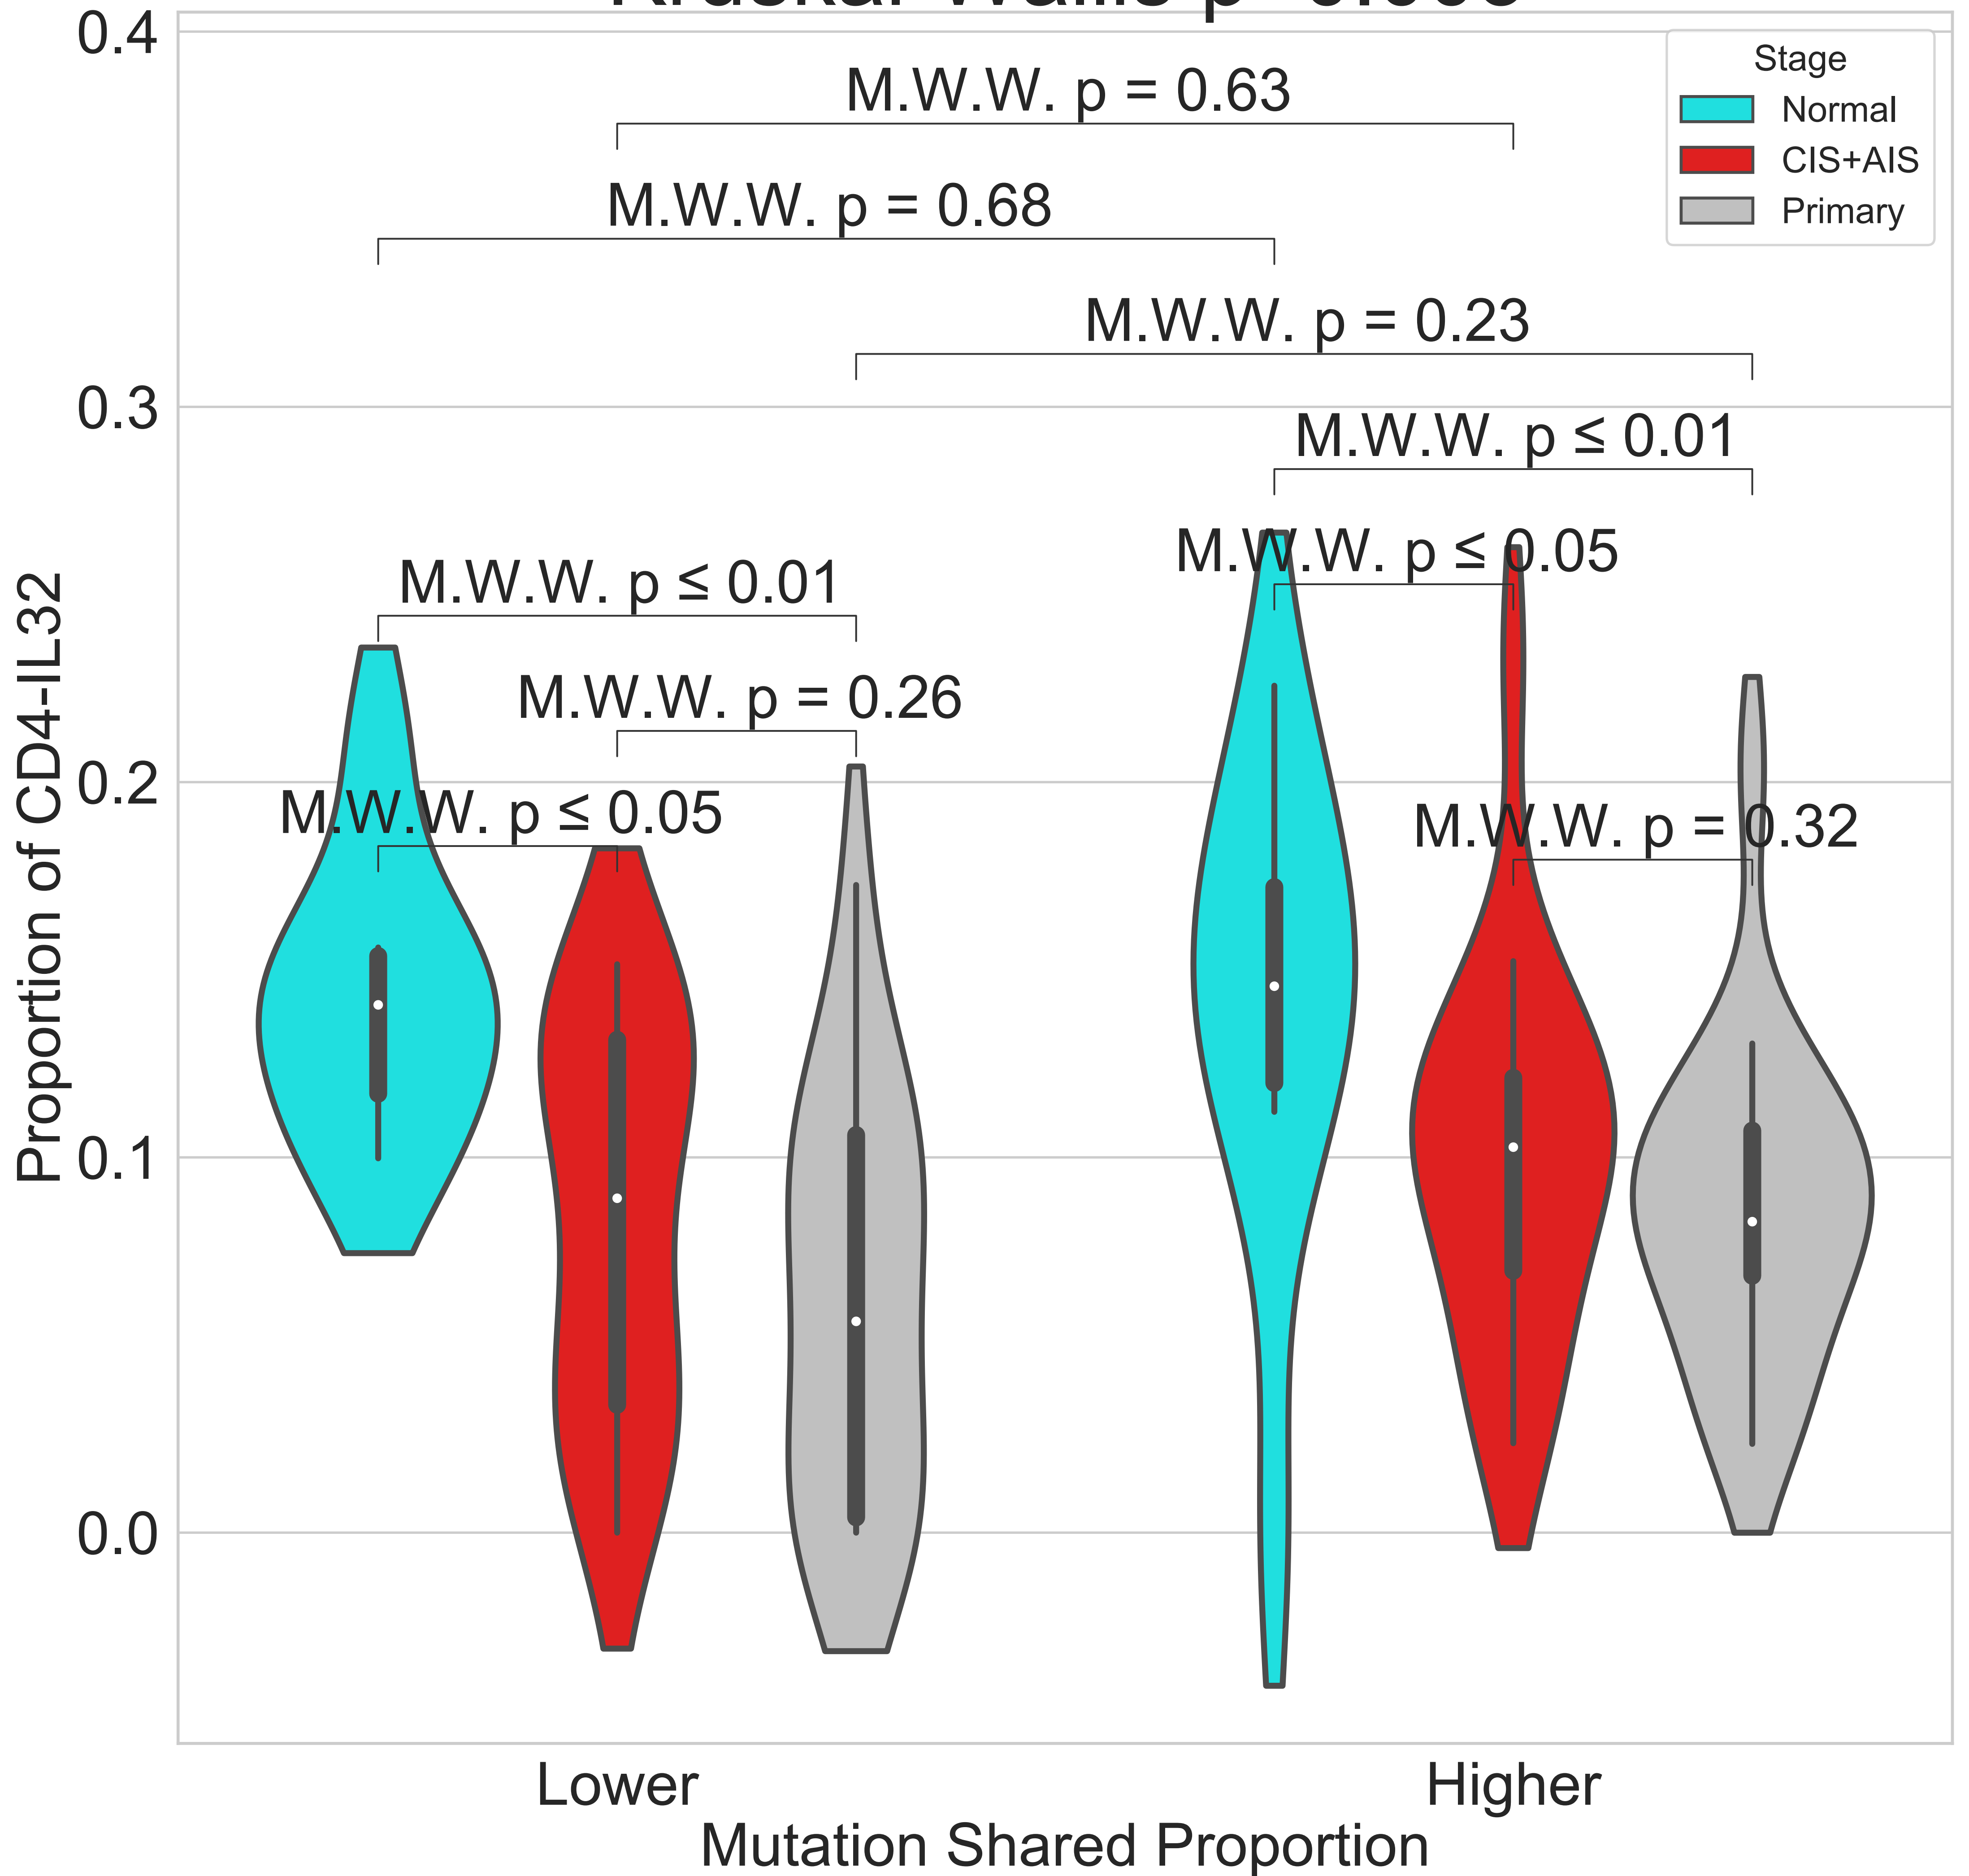 0.4
M.W.W. p = 0.63
Stage
Normal
CIS+AIS
Primary
M.W.W. p = 0.68
M.W.W. p = 0.23
0.3
M.W.W. p ≤ 0.01
M.W.W. p ≤ 0.05
M.W.W. p ≤ 0.01
M.W.W. p = 0.26
0.2
M.W.W. p ≤ 0.05
M.W.W. p = 0.32
Proportion of CD4-IL32
0.1
0.0
Lower
Higher
Mutation Shared Proportion